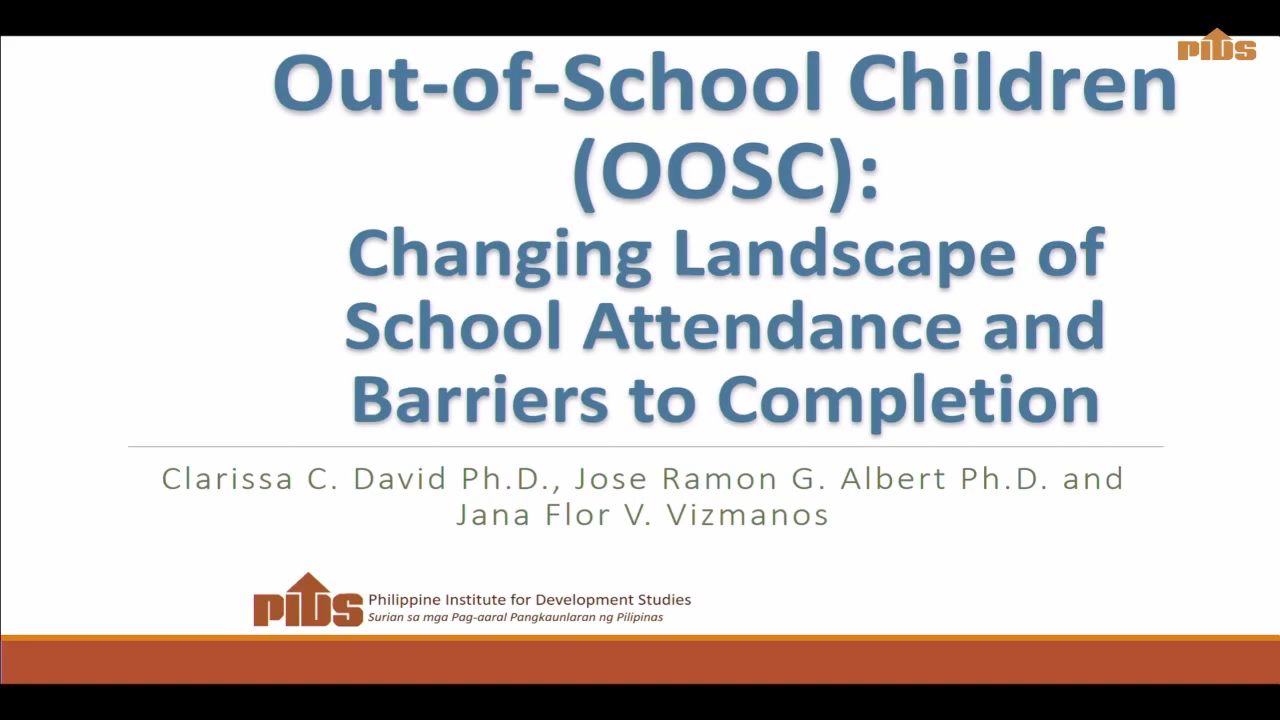 PIDS
Out-of-School Children
(OOSC):
Changing Landscape of
School Attendance and
Barriers to Completion
Clarissa C. David Ph.D., Jose Ramon G. Albert Ph.D. and
Jana Flor V. Vizmanos
PIDS
Philippine Institute for Development Studies
Surian sa mga Pag-aaral Pangkaunlaran ng Pilipinas